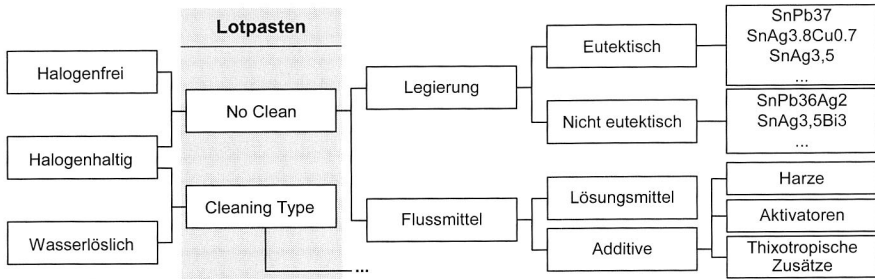 Lotpasten
Halogenfrei
Halogenhaltig
Wasserlöslich
No Clean
Cleaning Type
...
Legierung
Flussmittel
Eutektisch
Nicht eutektisch
Lösungsmittel
Additive
SnPb37
SnAg3.8Cu0.7
SnAg3,5
...
SnPb36Ag2
SnAg3,5Bi3
...
Harze
Aktivatoren
Thixotropische
Zusätze